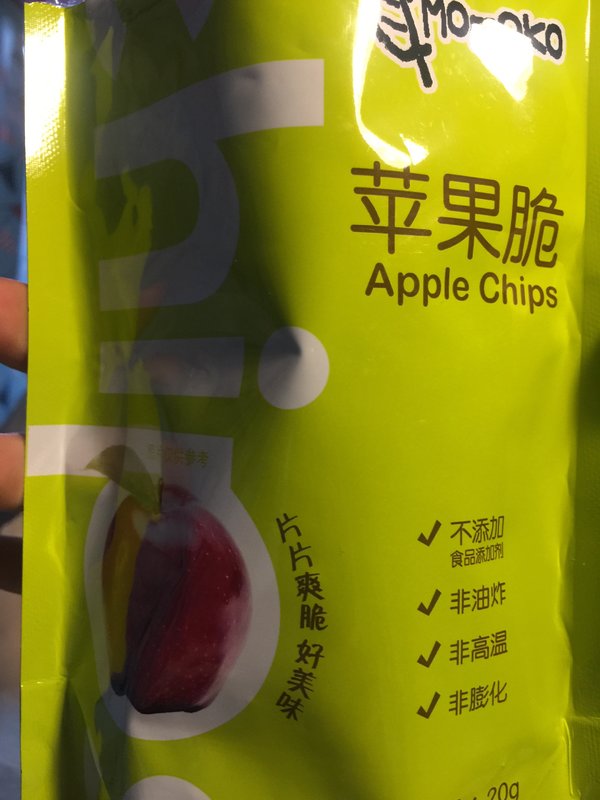 苹果脆
Apple Chips
片片爽脆 好美味
不添加
食品添加剂
非油炸
非高温
非膨化
20g